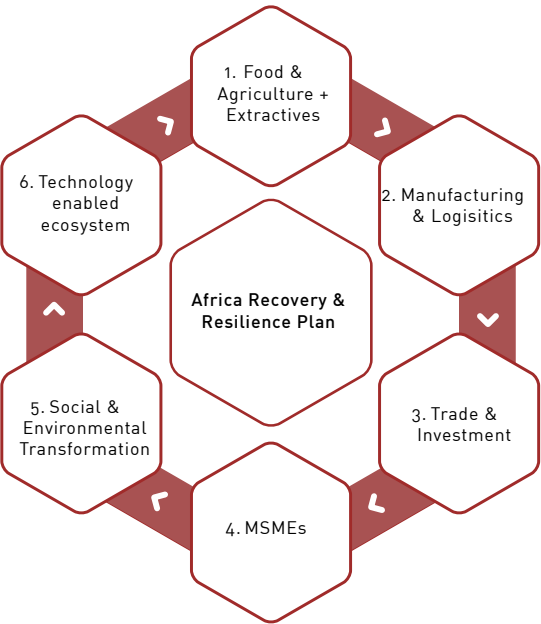 1. Food &
Agriculture +
Extractives
2. Manufacturing
& Logisitics
3. Trade &
Investment
4. MSMEs
5. Social &
Environmental
Transformation
6. Technology
enabled
ecosystem
Africa Recovery &
Resilience Plan